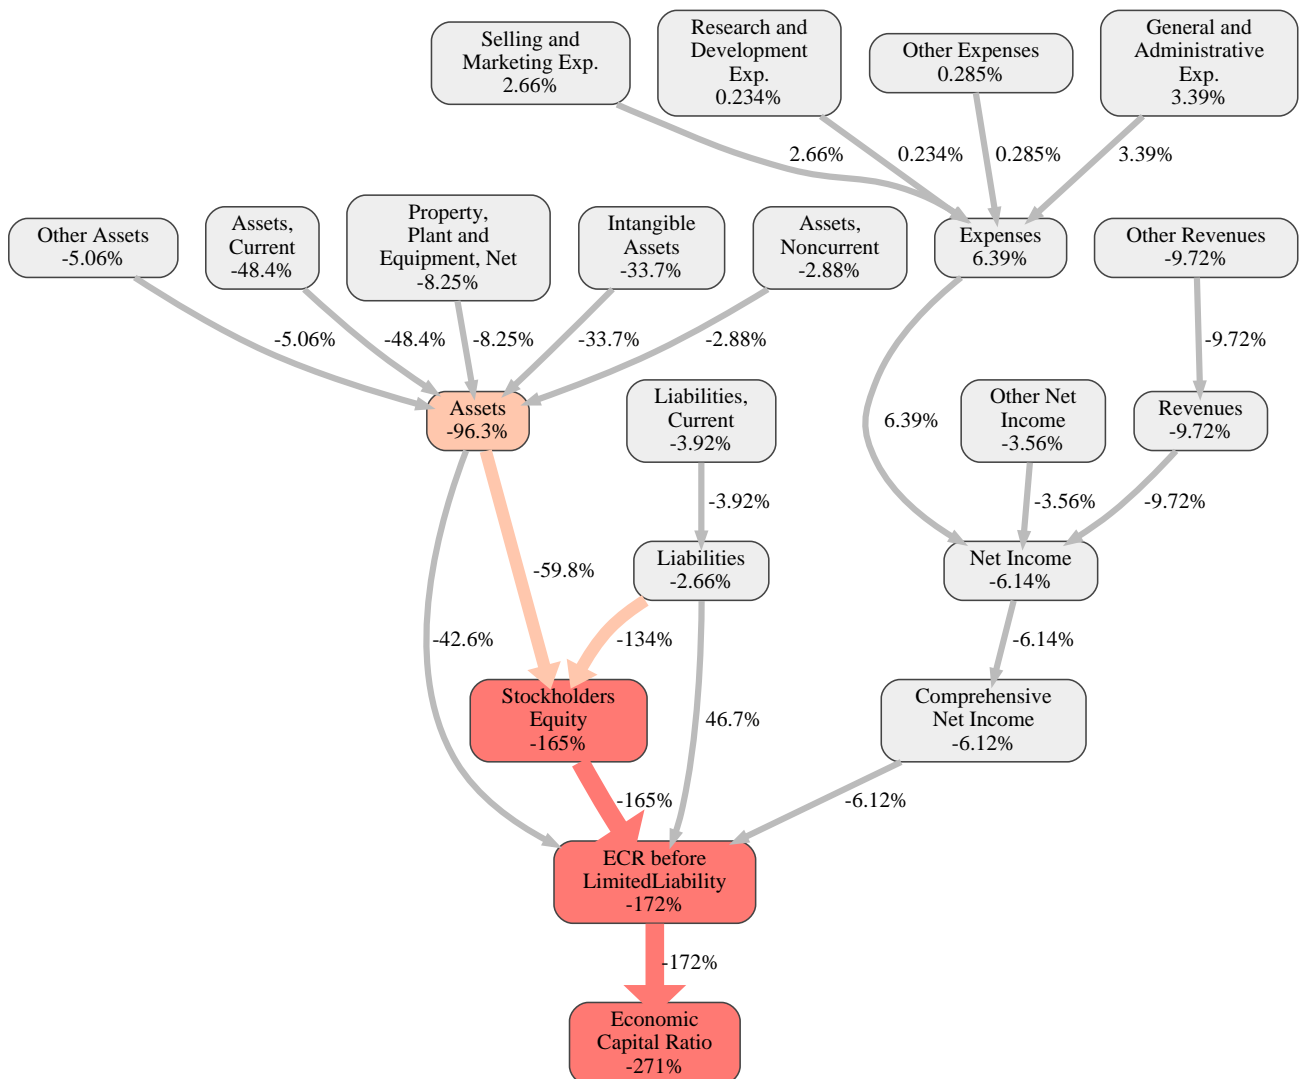 Selling and
Marketing Exp.
2.66%
Research and
Development
Exp.
0.234%
Other Expenses
0.285%
General and
Administrative
Exp.
3.39%
2.66%
0.234%
0.285%
3.39%
Other Assets
-5.06%
Assets,
Current
-48.4%
Property,
Plant and
Equipment, Net
-8.25%
Intangible
Assets
-33.7%
Assets,
Noncurrent
-2.88%
Expenses
6.39%
Other Revenues
-9.72%
-5.06%
-48.4%
-8.25%
-33.7%
-2.88%
-9.72%
Assets
-96.3%
Liabilities,
Current
-3.92%
6.39%
Other Net
Income
-3.56%
Revenues
-9.72%
-3.92%
-3.56%
-9.72%
-59.8%
Liabilities
-2.66%
Net Income
-6.14%
-42.6%
-134%
-6.14%
Stockholders
Equity
-165%
46.7%
Comprehensive
Net Income
-6.12%
-165%
-6.12%
ECR before
LimitedLiability
-172%
-172%
Economic
Capital Ratio
-271%